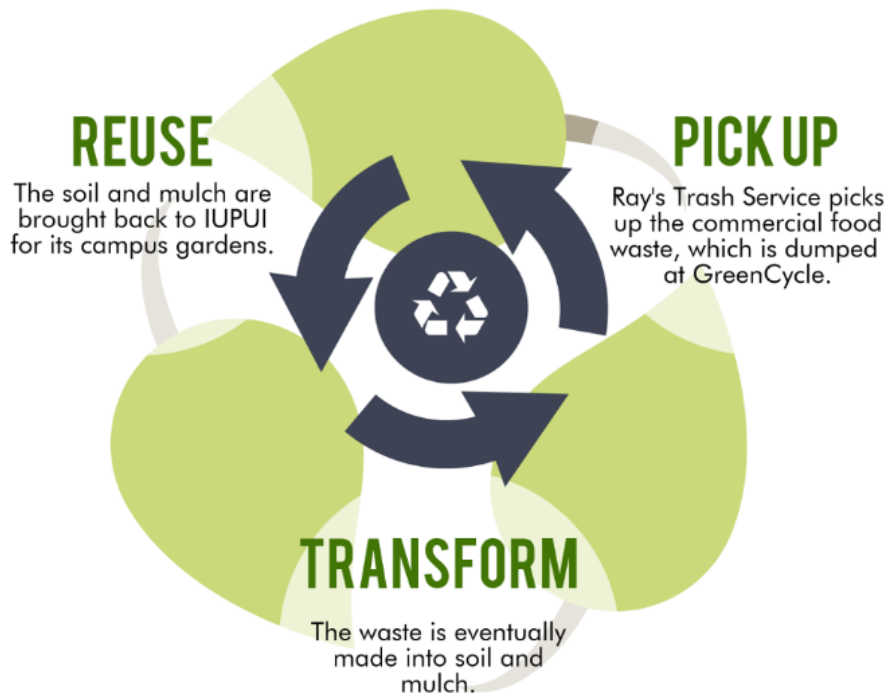 REUSE
The soil and mulch are
brought back to IUPUI
for its campus gardens.
PICK UP
Ray's Trash Service picks
up the commercial food
waste, which is dumped
at GreenCycle.
TRANSFORM
The waste is eventually
made into soil and
mulch.